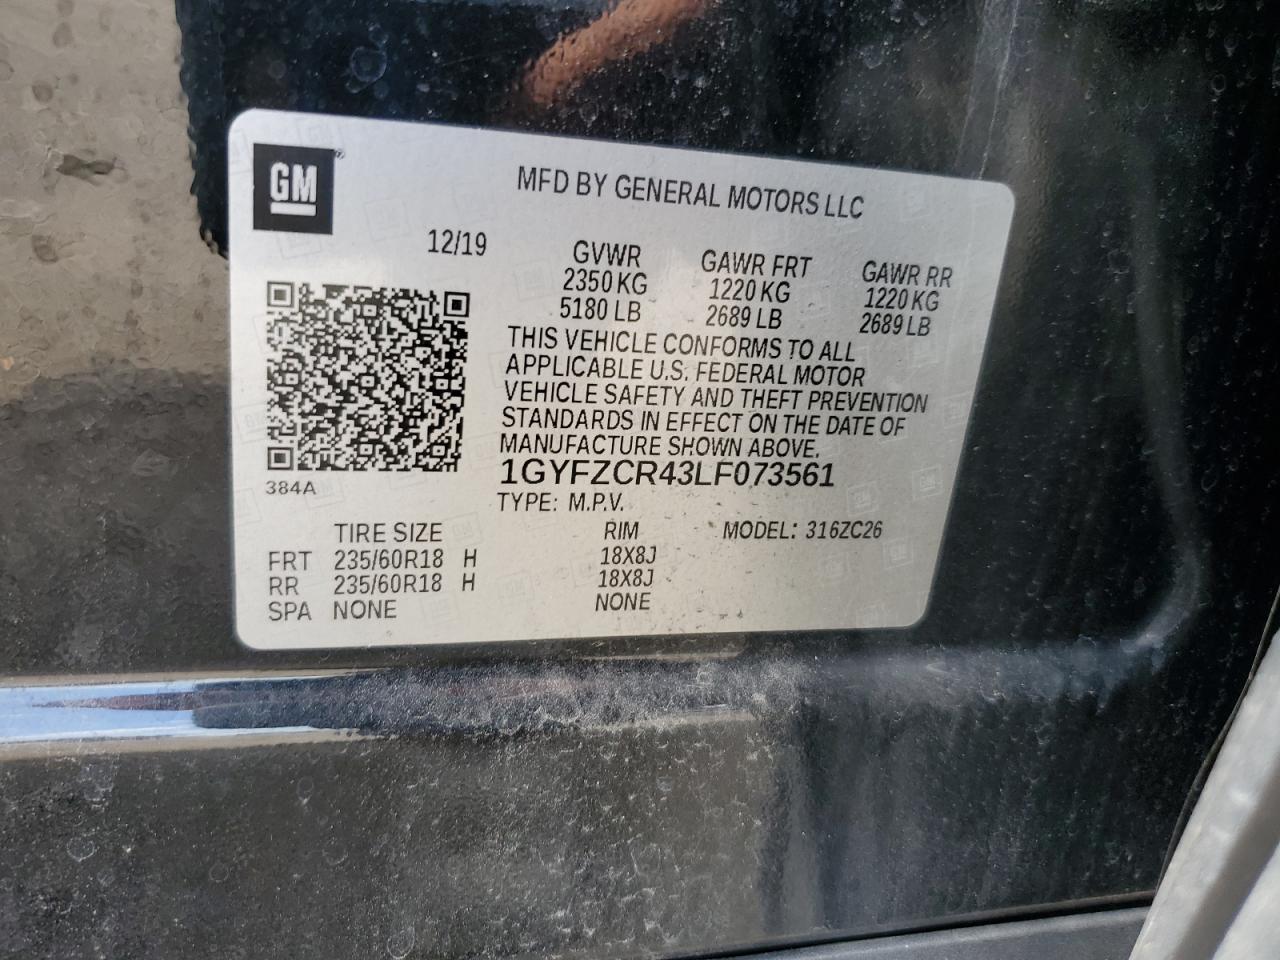 GM
MFD BY GENERAL MOTORS LLC
12/19
GVWR GAWR FRT GAWR RR
2350 KG 1220 KG 1220 KG
5180 LB 2689 LB 2689 LB
THIS VEHICLE CONFORMS TO ALL
APPLICABLE U.S. FEDERAL MOTOR
VEHICLE SAFETY AND THEFT PREVENTION
STANDARDS IN EFFECT ON THE DATE OF
MANUFACTURE SHOWN ABOVE.
1GYFZCR43LF073561
384A
TYPE: M.P.V.
TIRE SIZE RIM MODEL: 316ZC26
FRT 235/60R18 H 18X8J
RR 235/60R18 H 18X8J
SPA NONE NONE